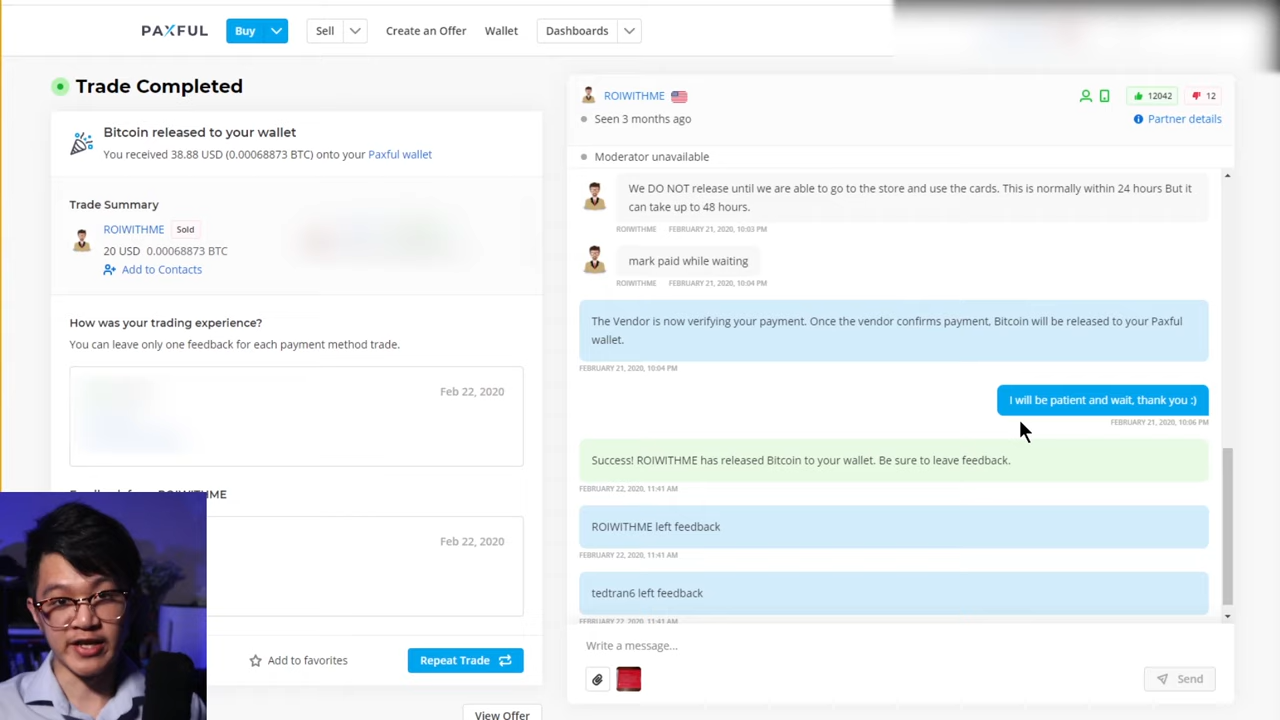 PAXFUL
Buy
Sell
Create an Offer
Wallet
Dashboards
Trade Completed
Bitcoin released to your wallet
You received 38.88 USD (0.00068873 BTC) onto your Paxful wallet
Trade Summary
ROIWITHME Sold
20 USD 0.00068873 BTC
Add to Contacts
How was your trading experience?
You can leave only one feedback for each payment method trade.
Feb 22, 2020
ROIWITHME
Feb 22, 2020
Add to favorites
Repeat Trade
View Offer
ROIWITHME
12042
12
Seen 3 months ago
Partner details
Moderator unavailable
We DO NOT release until we are able to go to the store and use the cards. This is normally within 24 hours But it
can take up to 48 hours.
ROIWITHME FEBRUARY 21, 2020, 10:03 PM
mark paid while waiting
ROIWITHME FEBRUARY 21, 2020, 10:04 PM
The Vendor is now verifying your payment. Once the vendor confirms payment, Bitcoin will be released to your Paxful
wallet.
FEBRUARY 21, 2020, 10:04 PM
I will be patient and wait, thank you :)
FEBRUARY 21, 2020, 10:06 PM
Success! ROIWITHME has released Bitcoin to your wallet. Be sure to leave feedback.
FEBRUARY 22, 2020, 11:41 AM
ROIWITHME left feedback
FEBRUARY 22, 2020, 11:41 AM
tedtran6 left feedback
FEBRUARY 22, 2020, 11:41 AM
Write a message...
Send